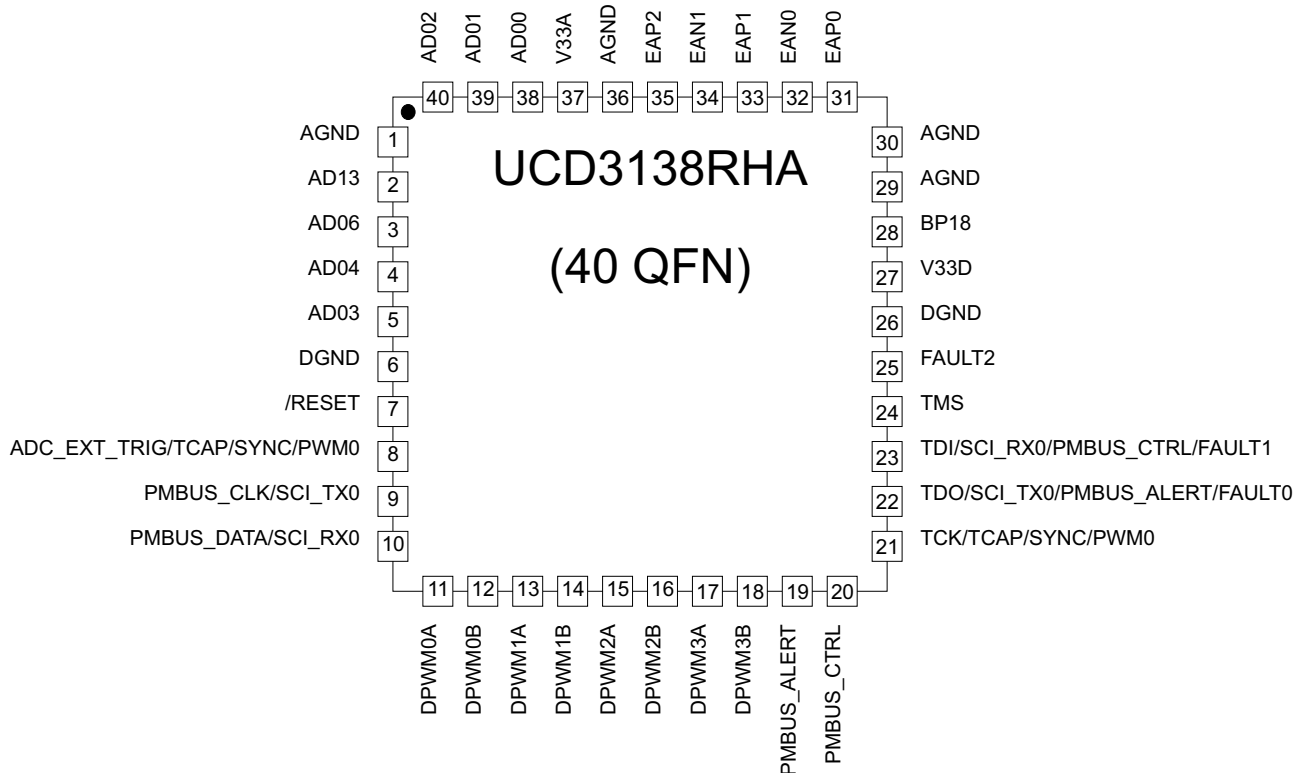 AD02
AD01
AD00
V33A
AGND
EAP2
EAN1
EAP1
EAN0
EAP0
40
39
38
37
36
35
34
33
32
31
UCD3138RHA
(40 QFN)
AGND 1
AD13 2
AD06 3
AD04 4
AD03 5
DGND 6
/RESET 7
ADC_EXT_TRIG/TCAP/SYNC/PWM0 8
PMBUS_CLK/SCI_TX0 9
PMBUS_DATA/SCI_RX0 10
30 AGND
29 AGND
28 BP18
27 V33D
26 DGND
25 FAULT2
24 TMS
23 TDI/SCI_RX0/PMBUS_CTRL/FAULT1
22 TDO/SCI_TX0/PMBUS_ALERT/FAULT0
21 TCK/TCAP/SYNC/PWM0
11
12
13
14
15
16
17
18
19
20
DPWM0A
DPWM0B
DPWM1A
DPWM1B
DPWM2A
DPWM2B
DPWM3A
DPWM3B
PMBUS_ALERT
PMBUS_CTRL